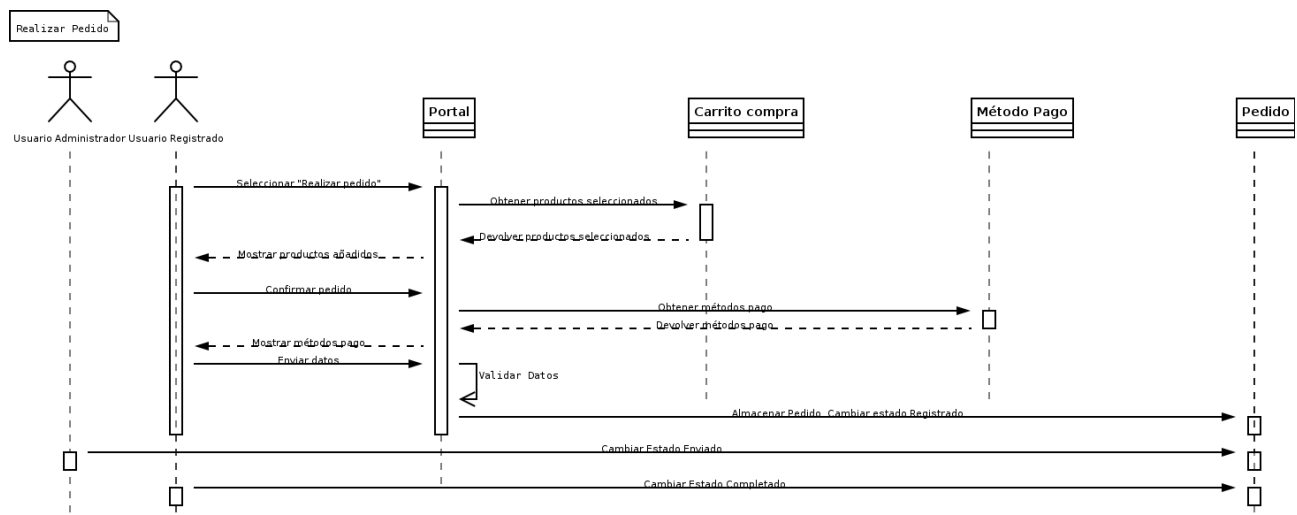 Realizar Pedido
Usuario Administrador
Usuario Registrado
Portal
Carrito compra
Método Pago
Pedido
Seleccionar "Realizar pedido"
Obtener productos seleccionados
Devolver productos seleccionados
Mostrar productos añadidos
Confirmar pedido
Obtener métodos pago
Devolver métodos pago
Mostrar métodos pago
Enviar datos
Validar Datos
Almacenar Pedido_Cambiar estado Registrado
Cambiar Estado Enviado
Cambiar Estado Completado